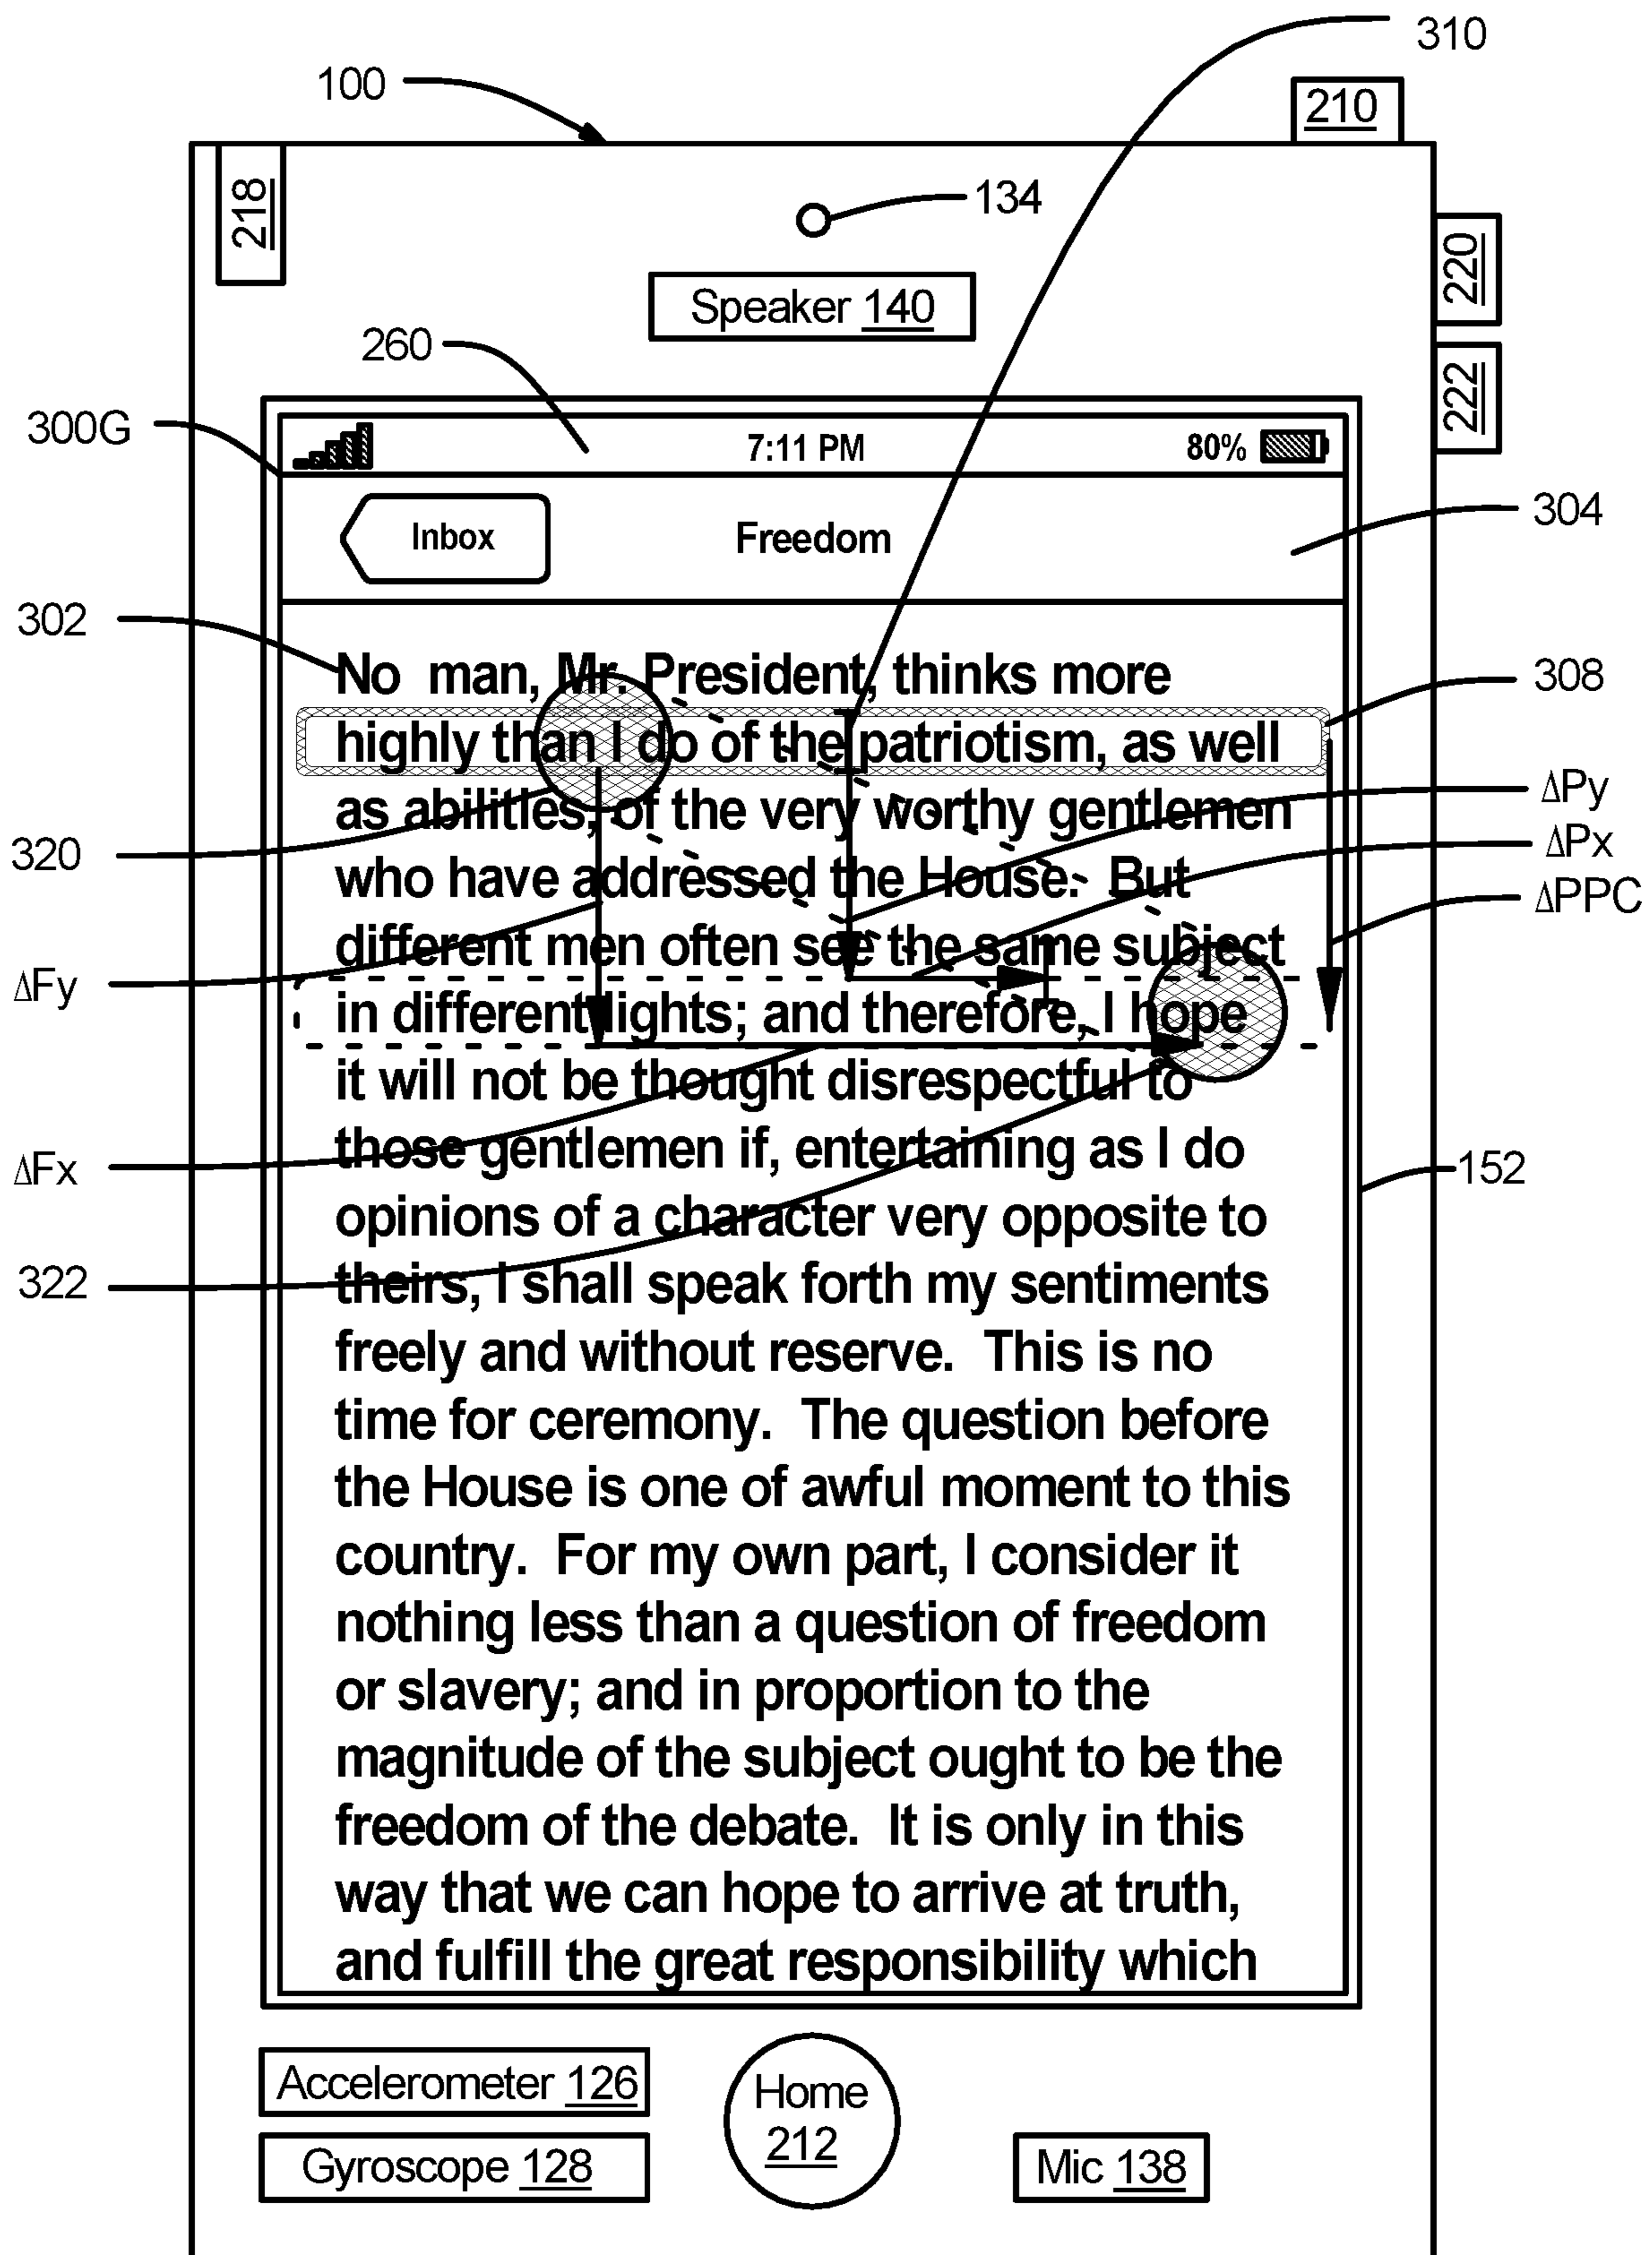 310
100
210
218
134
220
Speaker 140
260
222
300G
7:11 PM
80%
304
Inbox
Freedom
302
No man, Mr. President, thinks more
308
highly than I do of the patriotism, as well
ΔPy
as abilities, of the very worthy gentlemen
320
ΔPx
who have addressed the House. But
ΔPPC
different men often see the same subject
ΔFy
in different lights; and therefore, I hope
it will not be thought disrespectful to
those gentlemen if, entertaining as I do
ΔFx
152
opinions of a character very opposite to
322
theirs, I shall speak forth my sentiments
freely and without reserve. This is no
time for ceremony. The question before
the House is one of awful moment to this
country. For my own part, I consider it
nothing less than a question of freedom
or slavery; and in proportion to the
magnitude of the subject ought to be the
freedom of the debate. It is only in this
way that we can hope to arrive at truth,
and fulfill the great responsibility which
Accelerometer 126
Home
212
Gyroscope 128
Mic 138